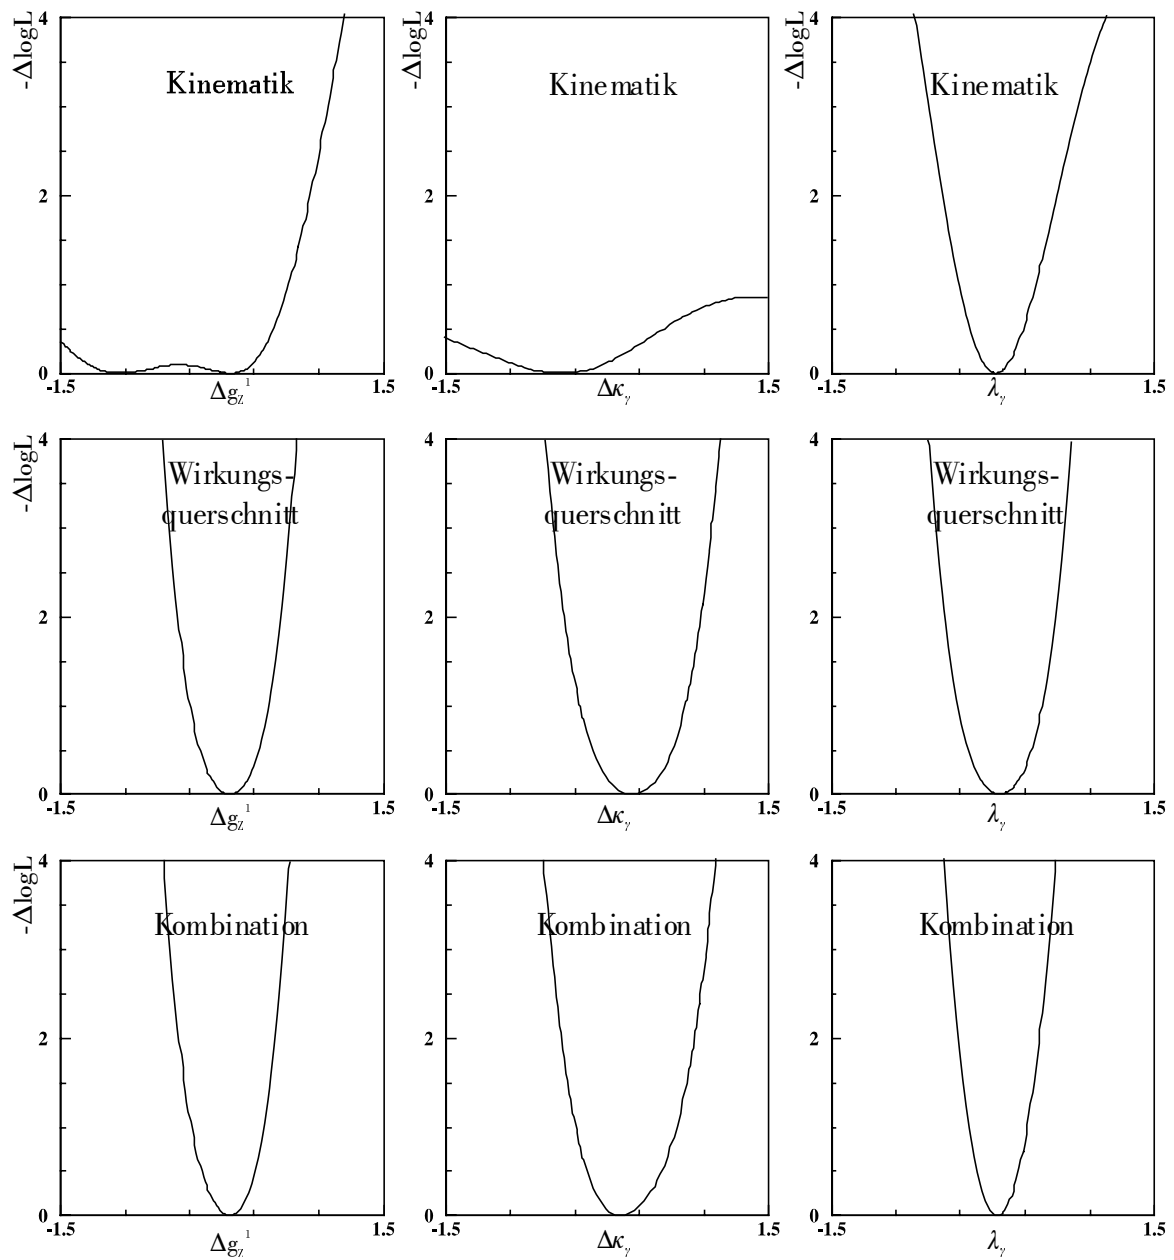 -ΔlogL 4 2 0 -1.5 1.5 Kinematik Δg_Z^1
-ΔlogL 4 2 0 -1.5 1.5 Kinematik Δκ_γ
-ΔlogL 4 2 0 -1.5 1.5 Kinematik λ_γ
-ΔlogL 4 2 0 -1.5 1.5 Wirkungs-
querschnitt Δg_Z^1
4 2 0 -1.5 1.5 Wirkungs-
querschnitt Δκ_γ
4 2 0 -1.5 1.5 Wirkungs-
querschnitt λ_γ
-ΔlogL 4 2 0 -1.5 1.5 Kombination Δg_Z^1
4 2 0 -1.5 1.5 Kombination Δκ_γ
4 2 0 -1.5 1.5 Kombination λ_γ